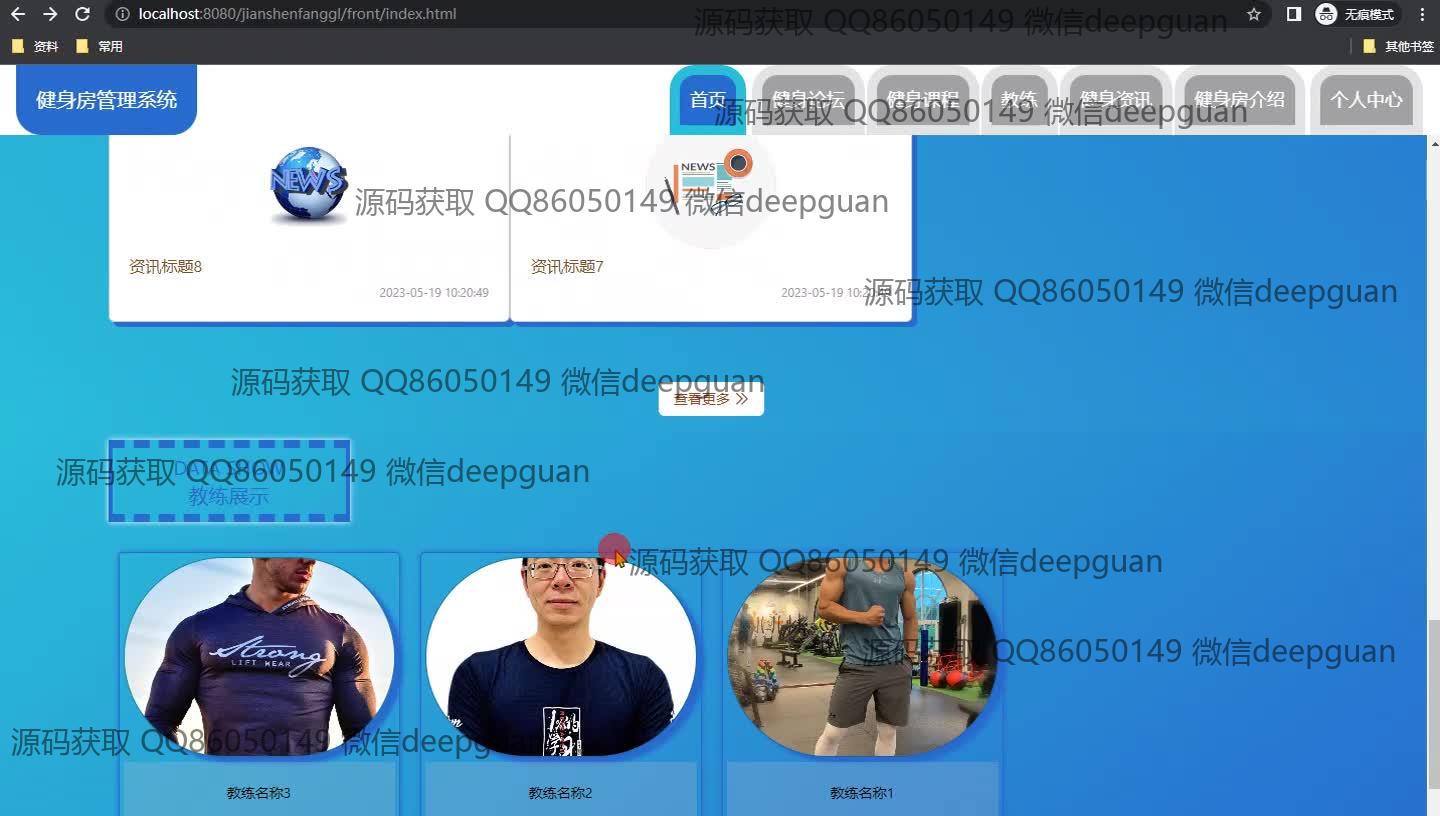 localhost:8080/jianshenfanggl/front/index.html
无痕模式
资料
常用
其他书签
源码获取 QQ86050149 微信deepguan
健身房管理系统
首页
健身论坛
健身课程
教练
健身资讯
健身房介绍
个人中心
源码获取 QQ86050149 微信deepguan
NEWS
NEWS
源码获取 QQ86050149 微信deepguan
资讯标题8
资讯标题7
2023-05-19 10:20:49
2023-05-19 10:20:49
源码获取 QQ86050149 微信deepguan
源码获取 QQ86050149 微信deepguan
查看更多
源码获取 QQ86050149 微信deepguan
DATA SHOW
教练展示
源码获取 QQ86050149 微信deepguan
Strong
LIFT WEAR
源码获取 QQ86050149 微信deepguan
源码获取 QQ86050149 微信deepguan
教练名称3
教练名称2
教练名称1